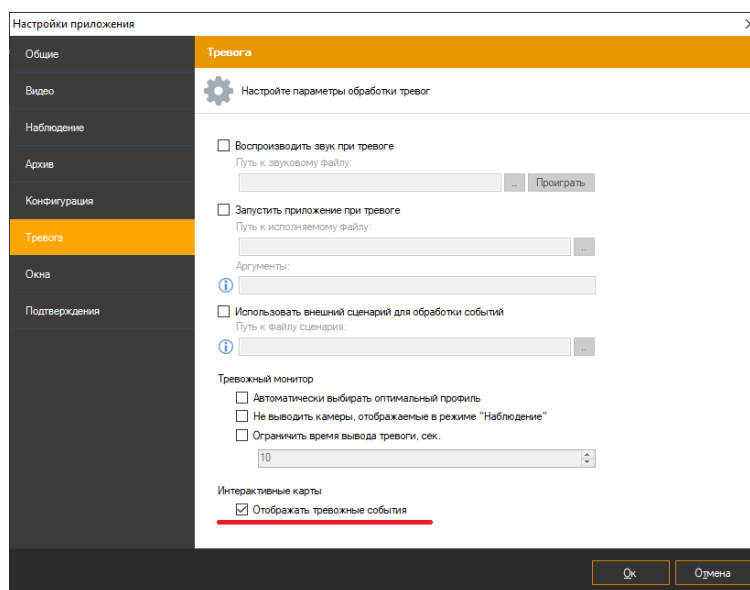 Настройки приложения
Общие
Видео
Наблюдение
Архив
Конфигурация
Тревога
Окна
Подтверждения
Тревога
Настройте параметры обработки тревог
Воспроизводить звук при тревоге
Путь к звуковому файлу:
.. Проиграть
Запустить приложение при тревоге
Путь к исполняемому файлу:
..
Аргументы:
Использовать внешний сценарий для обработки событий
Путь к файлу сценария:
..
Тревожный монитор
Автоматически выбирать оптимальный профиль
Не выводить камеры, отображаемые в режиме "Наблюдение"
Ограничить время вывода тревоги, сек.
10
Интерактивные карты
Отображать тревожные события
Ок Отмена